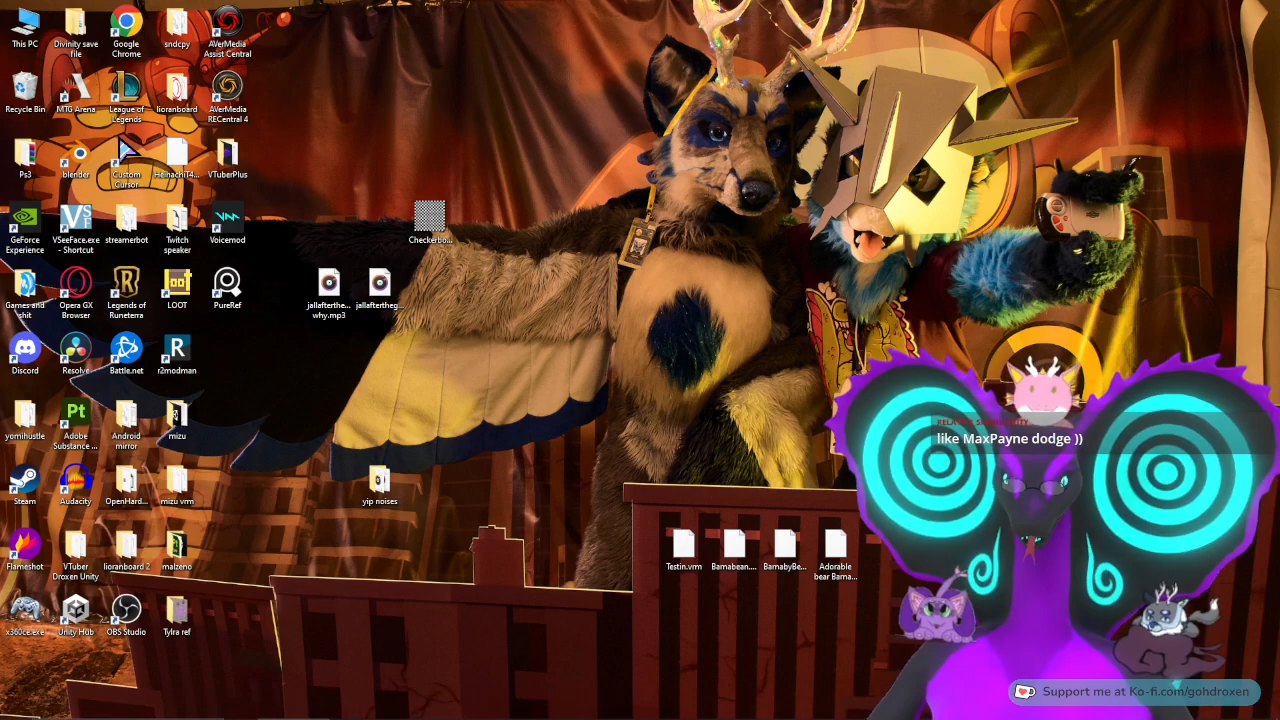 This PC
Divinity save
file
Google
Chrome
sndcpy
AVerMedia
Assist Central
Recycle Bin
MTG Arena
League of
Legends
lioranboard
AVerMedia
RECentral 4
Ps3
blender
Custom
Cursor
HeihachiT4...
VTuberPlus
GeForce
Experience
VSeeFace.exe
- Shortcut
streamerbot
Twitch
speaker
Voicemod
Checkerbo...
Games and
shit
Opera GX
Browser
Legends of
Runeterra
LOOT
PureRef
jallafterthe...
why.mp3
jallaftertheg...
Discord
Resolve
Battle.net
r2modman
yomihustle
Adobe
Substance ...
Android
mirror
mizu
like MaxPayne dodge ))
Steam
Audacity
OpenHard...
mizu vrm
yip noises
Flameshot
VTuber
Droxen Unity
lioranboard 2
malzeno
Testin.vrm
Barnabean....
BarnabyBe...
Adorable
bear Barna...
x360ce.exe
Unity Hub
OBS Studio
Tylra ref
Support me at Ko-fi.com/gohdroxen